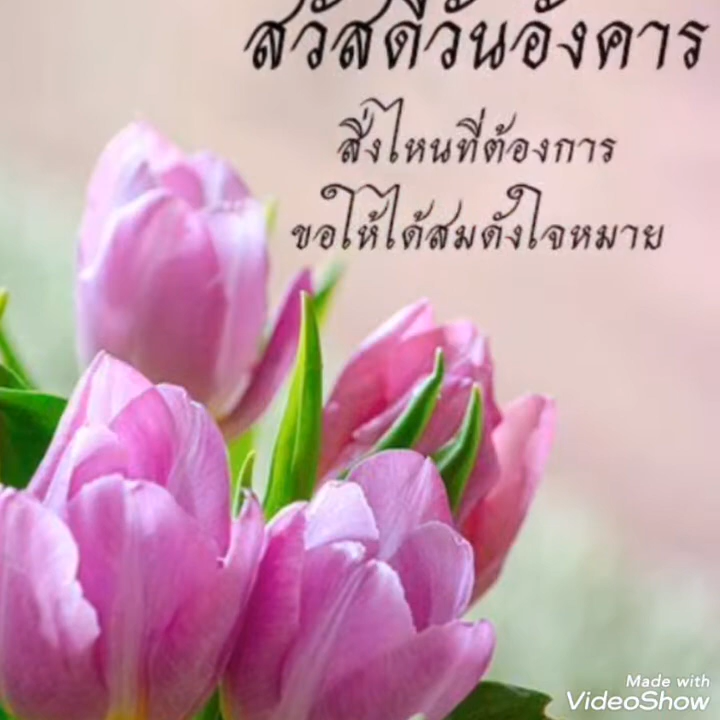 สวัสดีวันอังคาร
สิ่งไหนที่ต้องการ
ขอให้ได้สมดังใจหมาย
Made with
VideoShow